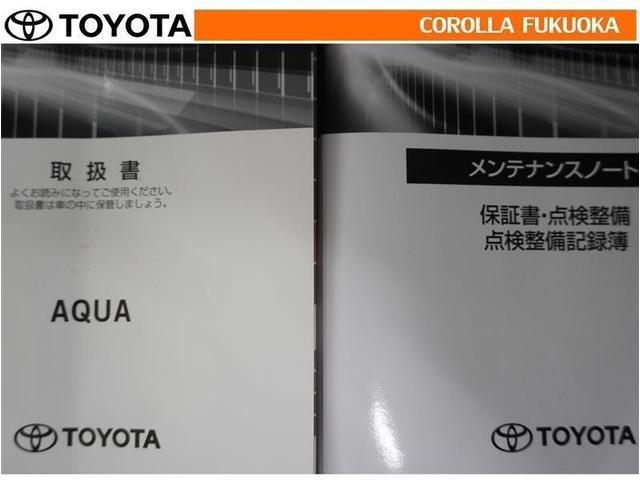 TOYOTA
COROLLA FUKUOKA
取扱書
よくお読みになってご使用ください。
取扱書は車の中に保管しましょう。
AQUA
TOYOTA
メンテナンスノート
保証書・点検整備
点検整備記録簿
TOYOTA